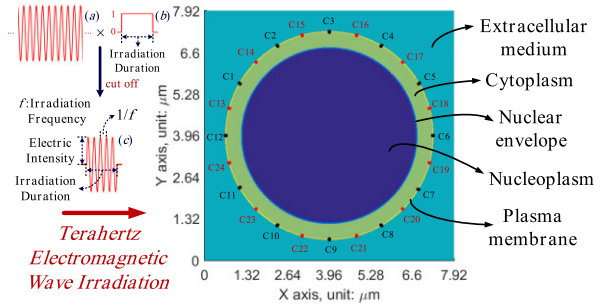 (a)
×
(b)
1
0
Irradiation
Duration
cut off
f:Irradiation
Frequency
1/f
(c)
Electric
Intensity
Irradiation
Duration
Terahertz
Electromagnetic
Wave Irradiation
Y axis, unit: μm
7.92
6.6
5.28
3.96
2.64
1.32
0
0 1.32 2.64 3.96 5.28 6.6 7.92
X axis, unit: μm
C3
C15 C16
C2 C4
C14 C17
C1 C5
C13 C18
C12 C6
C24 C19
C11 C7
C23 C20
C10 C8
C22 C21
C9
Extracellular
medium
Cytoplasm
Nuclear
envelope
Nucleoplasm
Plasma
membrane